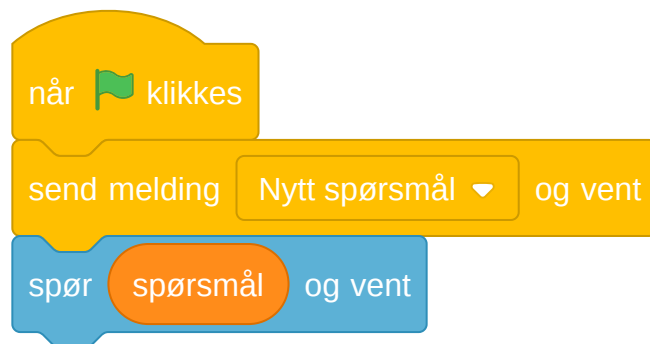 når klikkes
send melding Nytt spørsmål og vent
spør spørsmål og vent